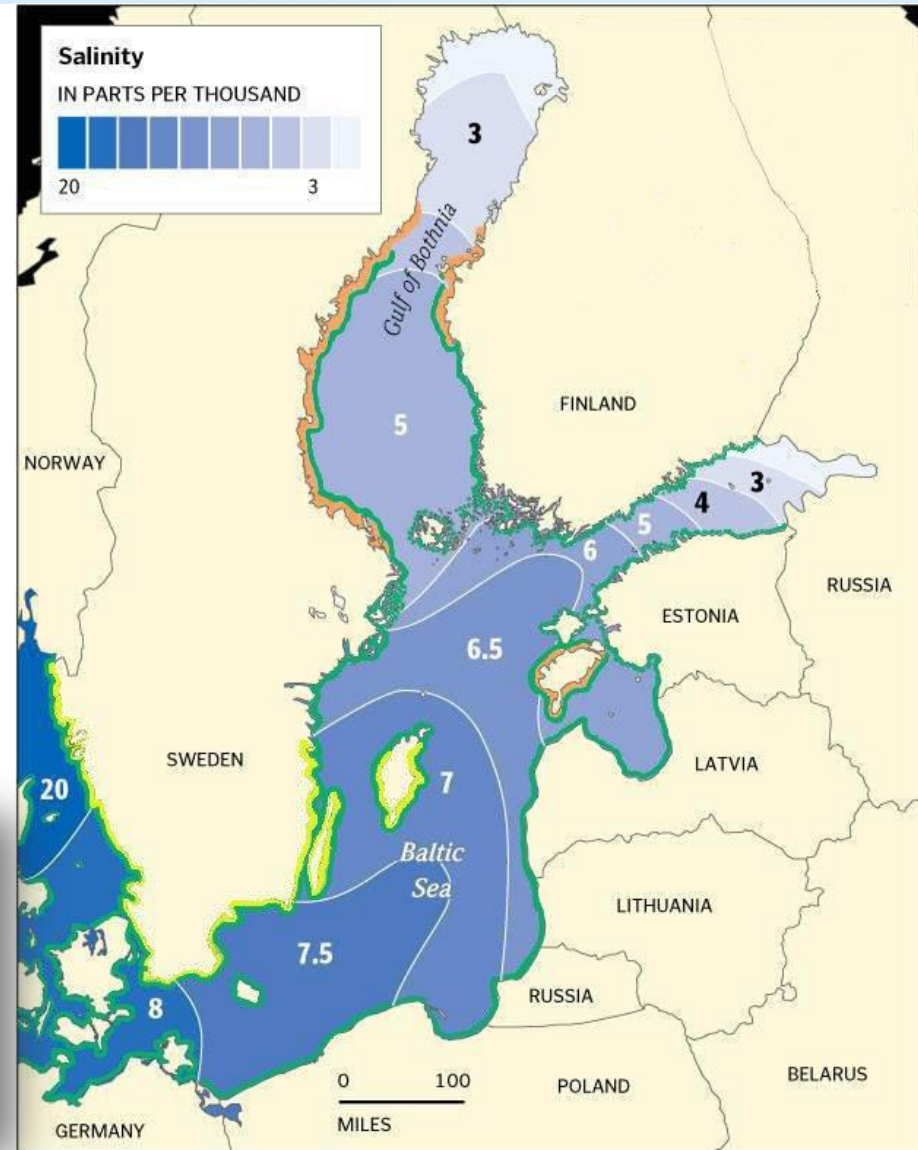 Salinity
IN PARTS PER THOUSAND
20 3
3
Gulf of Bothnia
FINLAND
5
NORWAY
3
4
5
6
RUSSIA
ESTONIA
6.5
SWEDEN
LATVIA
20
7
Baltic
Sea
LITHUANIA
7.5
RUSSIA
8
0 100
MILES
POLAND
BELARUS
GERMANY